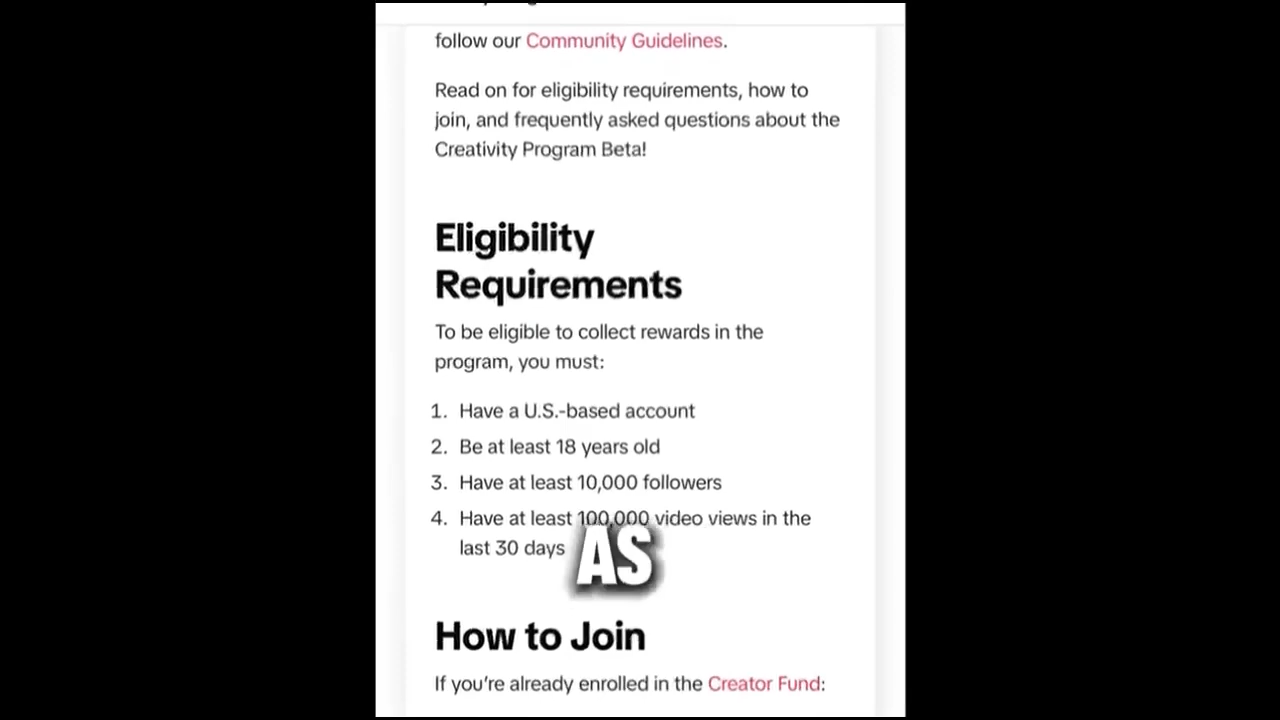 follow our Community Guidelines.
Read on for eligibility requirements, how to
join, and frequently asked questions about the
Creativity Program Beta!
Eligibility
Requirements
To be eligible to collect rewards in the
program, you must:
1. Have a U.S.-based account
2. Be at least 18 years old
3. Have at least 10,000 followers
4. Have at least 100,000 video views in the
last 30 days
AS
How to Join
If you’re already enrolled in the Creator Fund: